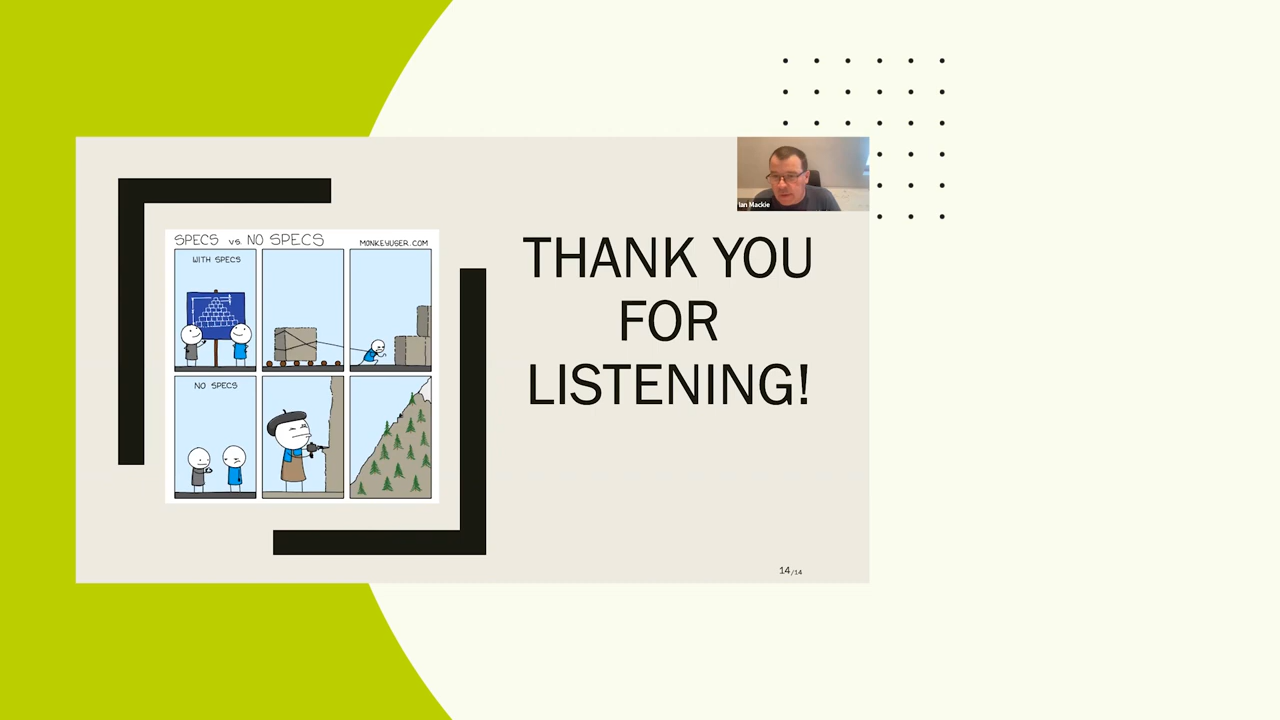 Ian Mackie
SPECS vs. NO SPECS
MONKEYUSER.COM
WITH SPECS
NO SPECS
THANK YOU
FOR
LISTENING!
14/14